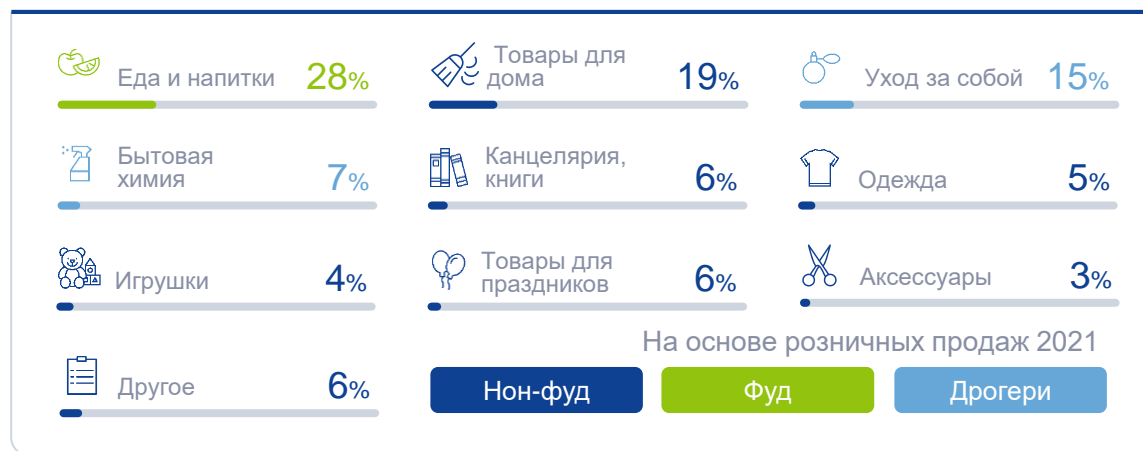 Еда и напитки 28%
Товары для
дома 19%
Уход за собой 15%
Бытовая
химия 7%
Канцелярия,
книги 6%
Одежда 5%
Игрушки 4%
Товары для
праздников 6%
Аксессуары 3%
На основе розничных продаж 2021
Другое 6%
Нон-фуд
Фуд
Дрогери